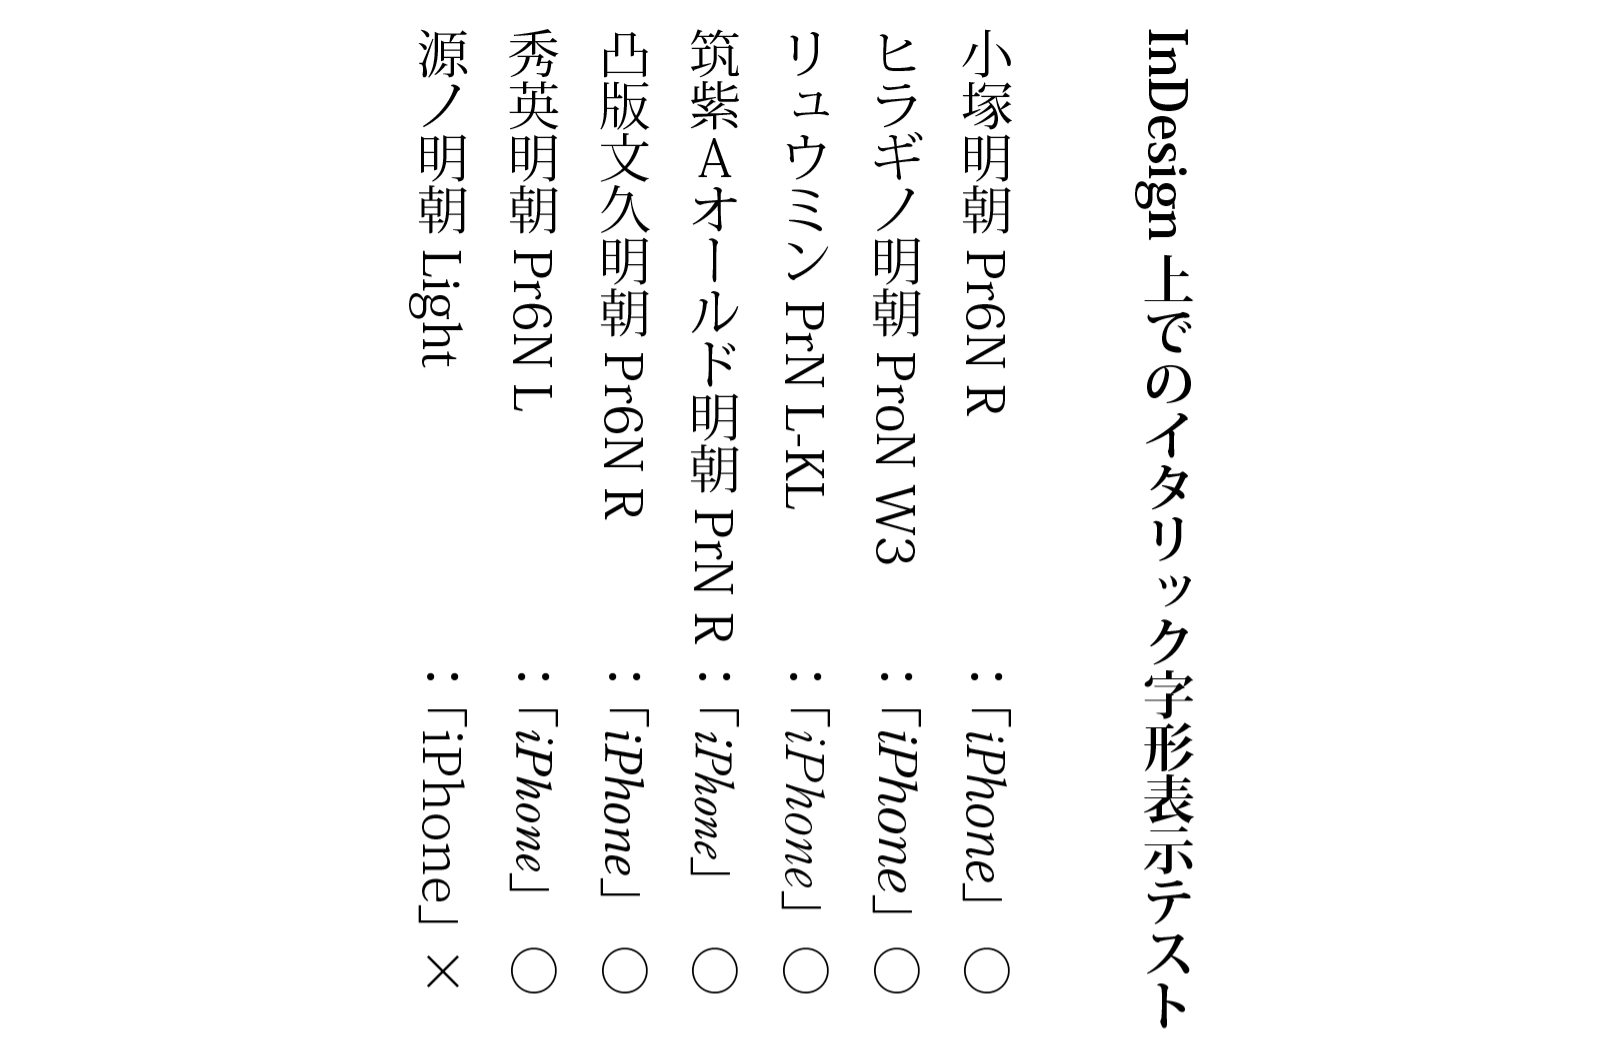 InDesign 上でのイタリック字形表示テスト
小塚明朝 Pr6N R：「iPhone」○
ヒラギノ明朝 ProN W3：「iPhone」○
リュウミン PrN L-KL：「iPhone」○
筑紫Aオールド明朝 PrN R：「iPhone」○
凸版文久明朝 Pr6N R：「iPhone」○
秀英明朝 Pr6N L：「iPhone」○
源ノ明朝 Light：「iPhone」×